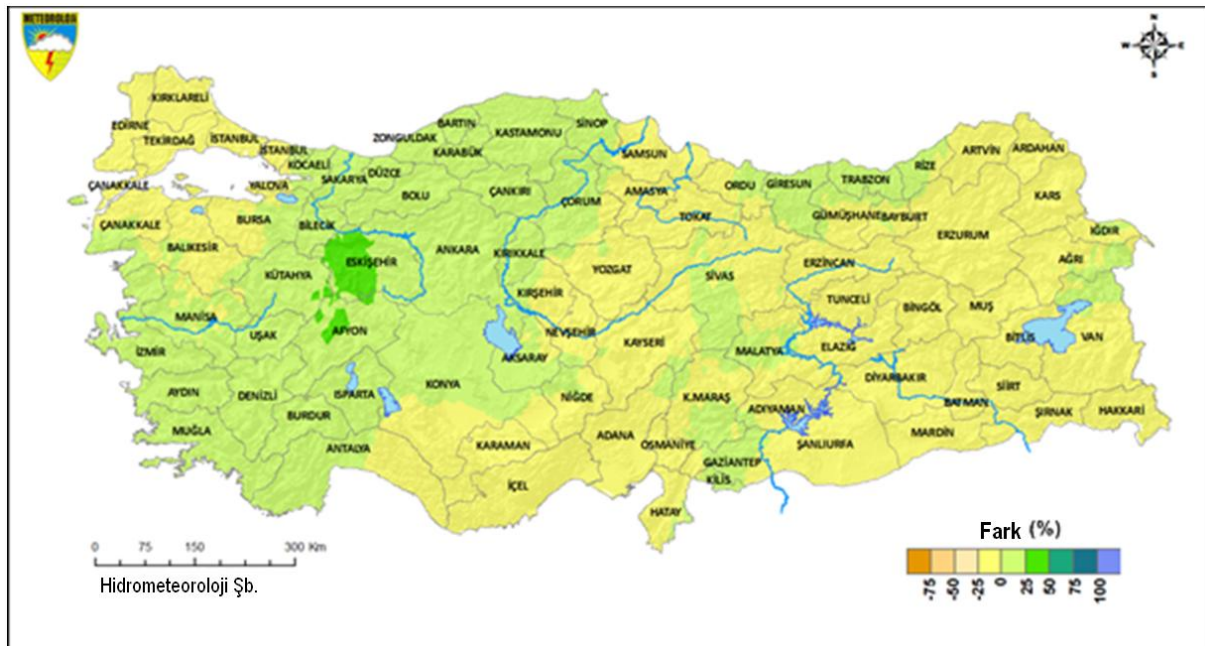 METEOROLOJİ
N
W E
S
KIRKLARELİ
EDİRNE
TEKİRDAĞ
İSTANBUL
İSTANBUL
KOCAELİ
ÇANAKKALE
YALOVA
SAKARYA
DÜZCE
ZONGULDAK
BARTIN
KARABÜK
KASTAMONU
SİNOP
SAMSUN
ORDU
GİRESUN
TRABZON
RİZE
ARTVİN
ARDAHAN
KARS
IĞDIR
ÇANAKKALE
BALIKESİR
BURSA
BİLECİK
BOLU
ÇANKIRI
ÇORUM
AMASYA
TOKAT
GÜMÜŞHANE
BAYBURT
ERZURUM
AĞRI
KÜTAHYA
ESKİŞEHİR
ANKARA
KIRIKKALE
YOZGAT
SİVAS
ERZİNCAN
TUNCELİ
BİNGÖL
MUŞ
BİTLİS
VAN
MANİSA
UŞAK
AFYON
KIRŞEHİR
NEVŞEHİR
KAYSERİ
MALATYA
ELAZIĞ
DİYARBAKIR
SİİRT
İZMİR
AYDIN
DENİZLİ
ISPARTA
KONYA
AKSARAY
NİĞDE
K.MARAŞ
ADIYAMAN
BATMAN
ŞIRNAK
HAKKARİ
MUĞLA
BURDUR
ANTALYA
KARAMAN
ADANA
OSMANİYE
GAZİANTEP
KİLİS
ŞANLIURFA
MARDİN
İÇEL
HATAY
0 75 150 300 Km
Hidrometeoroloji Şb.
Fark (%)
-75 -50 -25 0 25 50 75 100